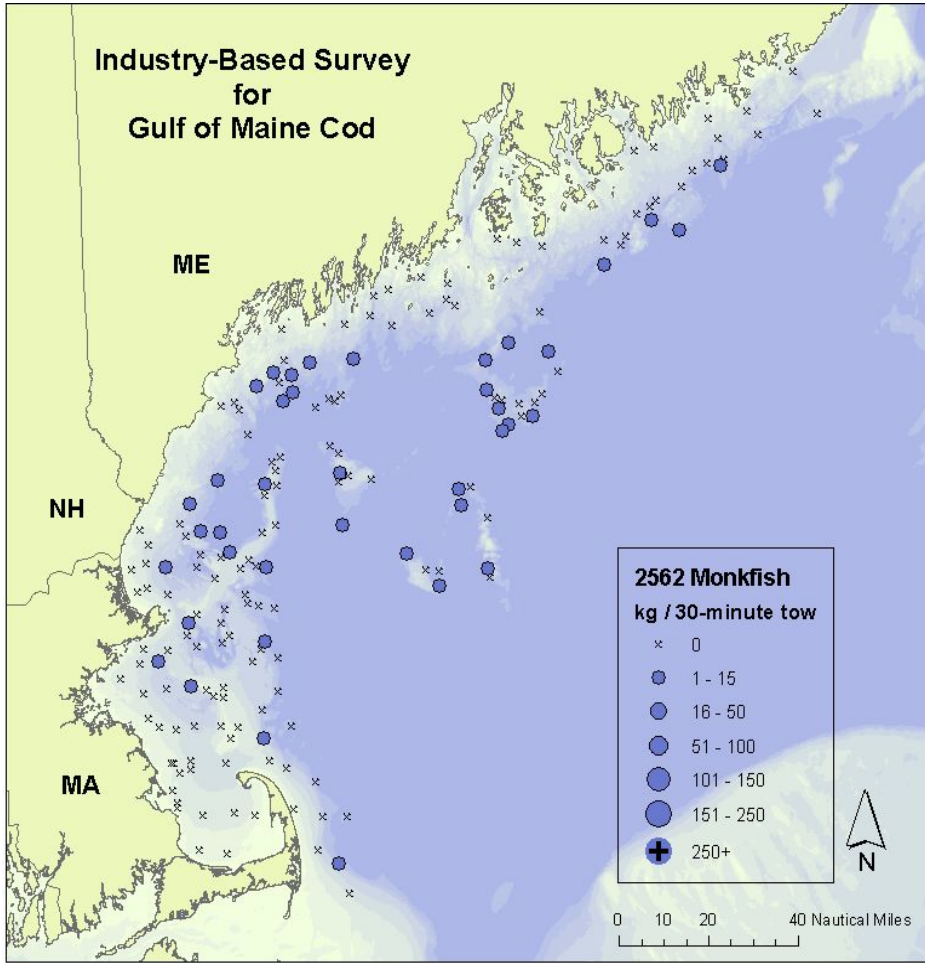 Industry-Based Survey
for
Gulf of Maine Cod
ME
NH
MA
2562 Monkfish
kg / 30-minute tow
0
1 - 15
16 - 50
51 - 100
101 - 150
151 - 250
250+
N
0 10 20 40 Nautical Miles